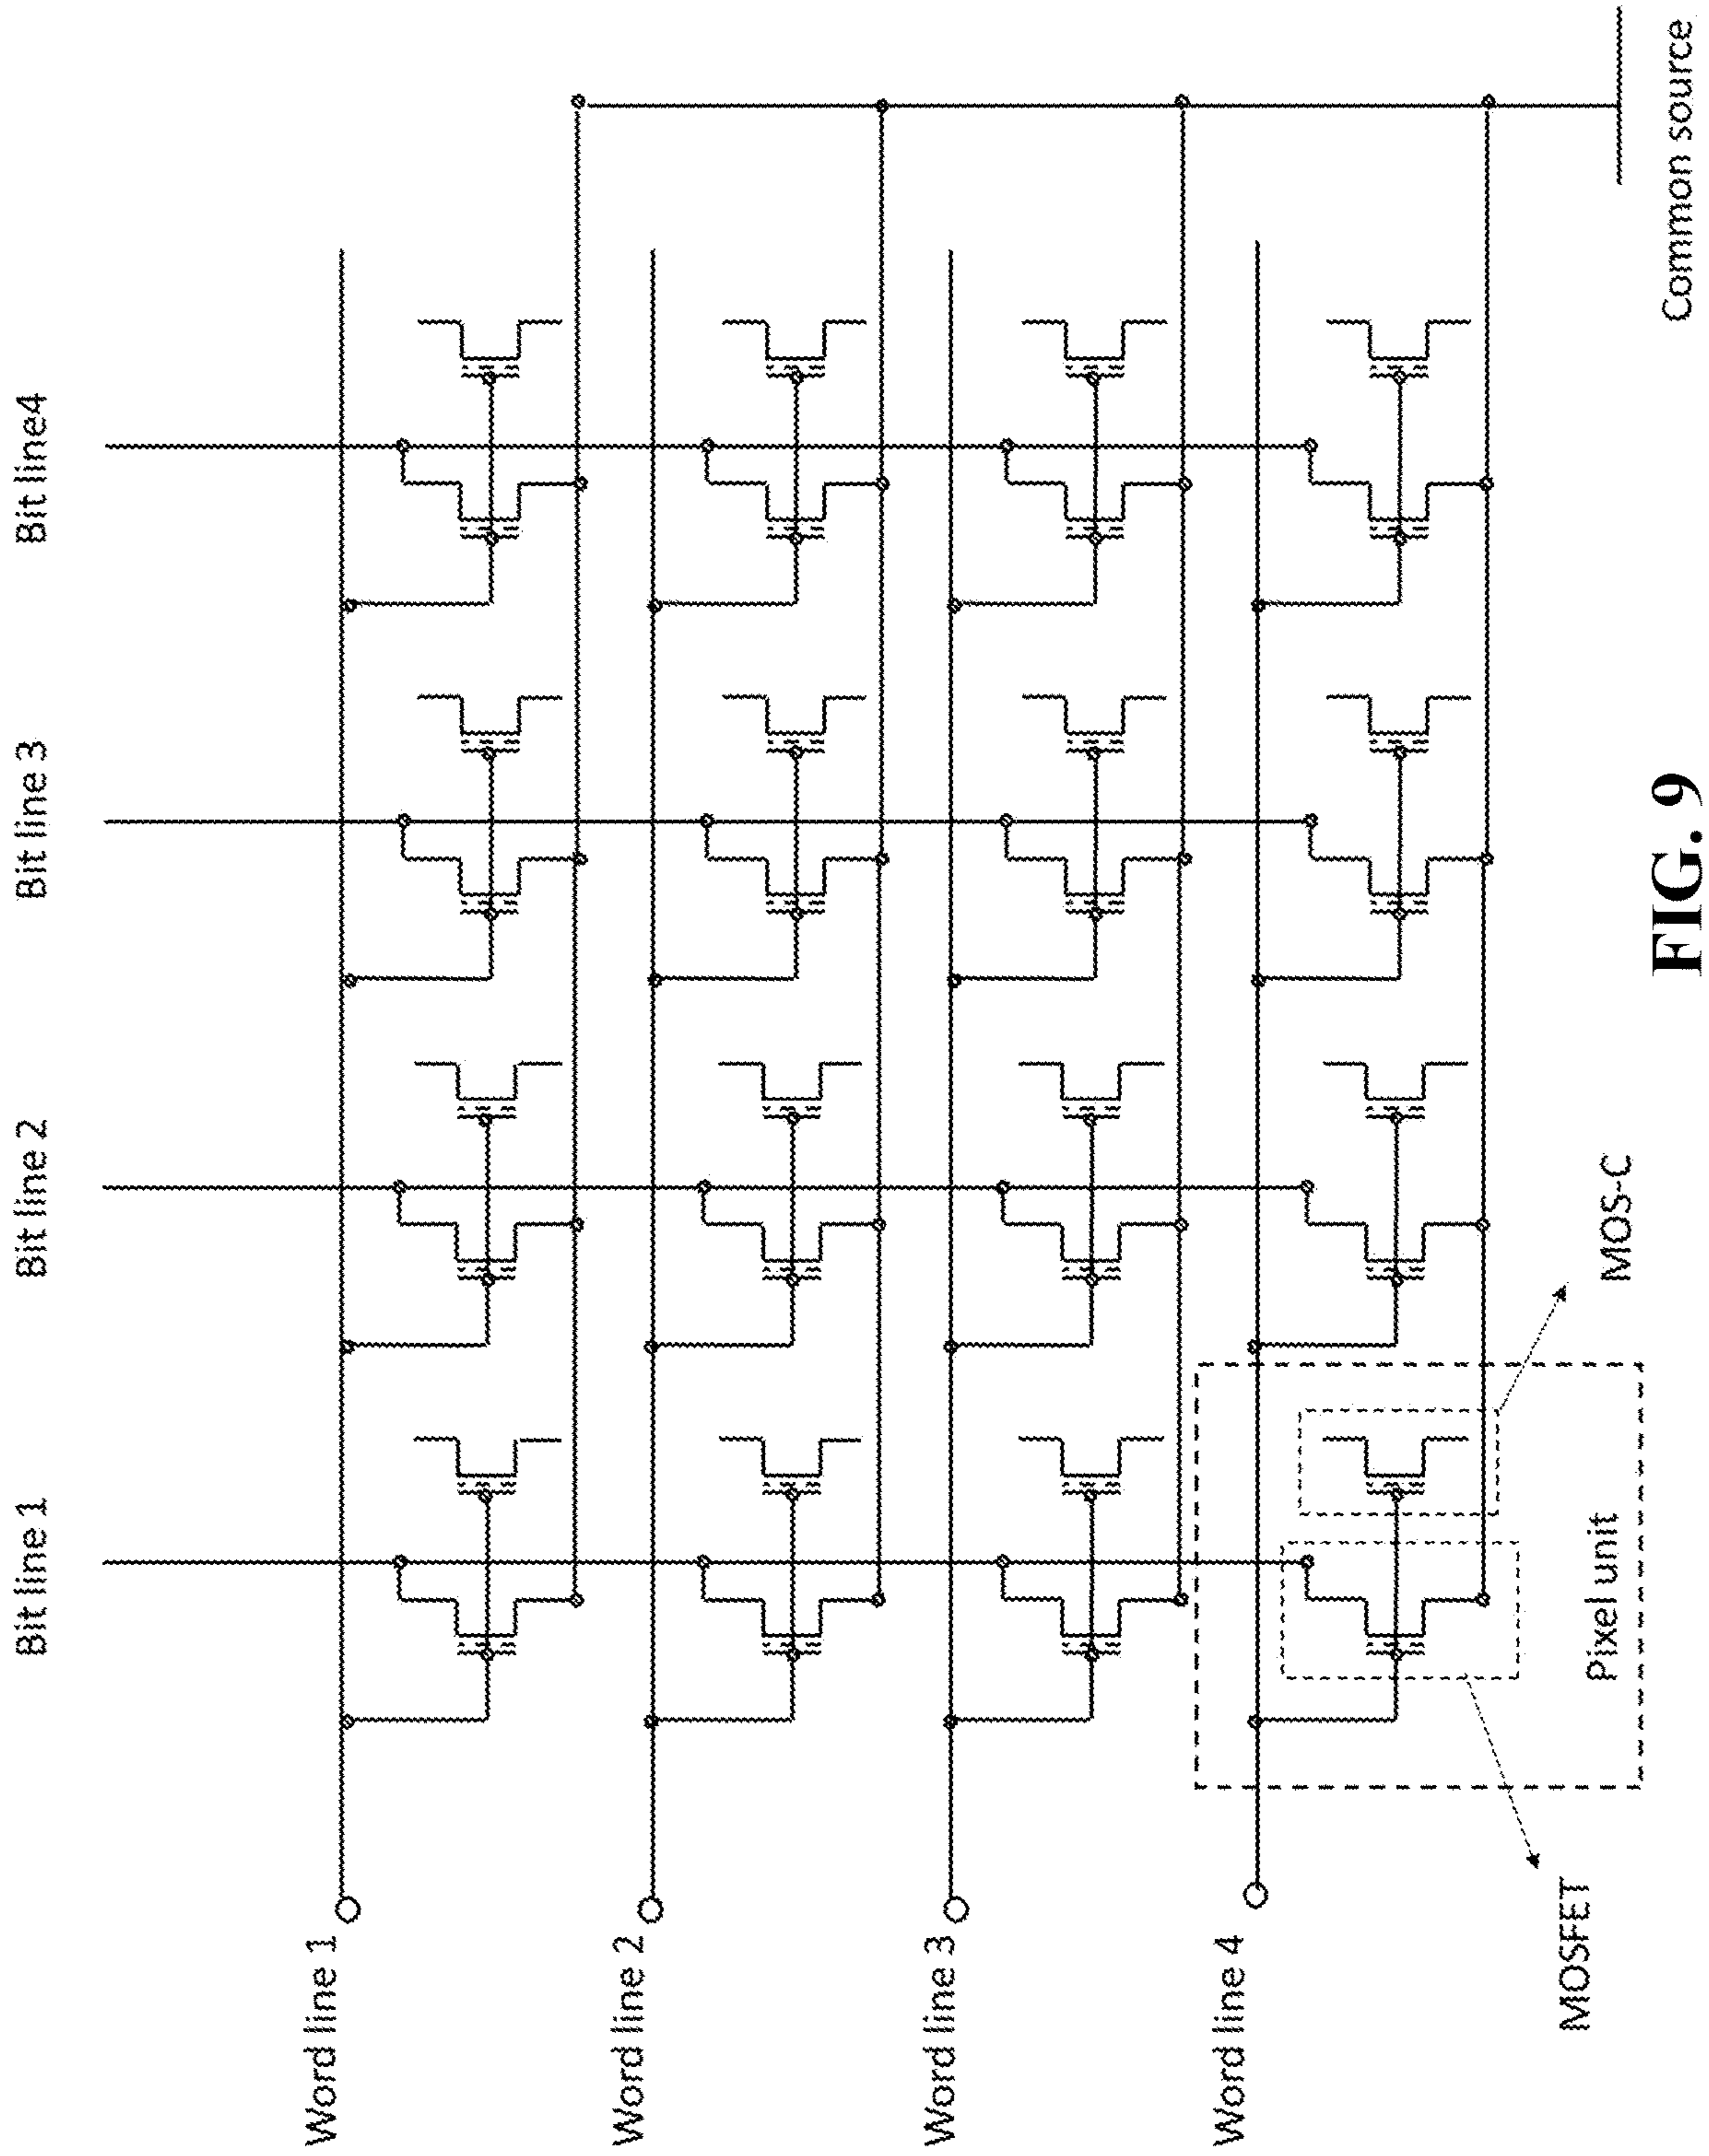 Bit line 1
Bit line 2
Bit line 3
Bit line4
Word line 1
Word line 2
Word line 3
Word line 4
MOSFET
Pixel unit
MOS-C
Common source
FIG. 9